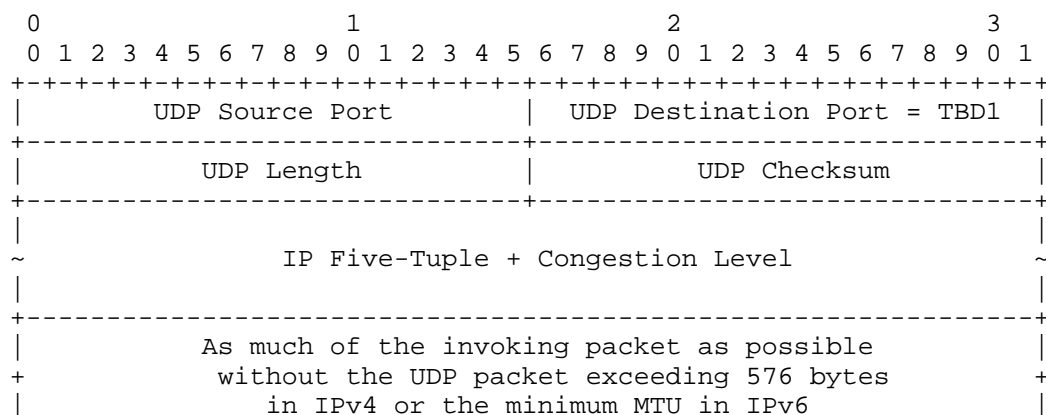 0                   1                   2                   3
0 1 2 3 4 5 6 7 8 9 0 1 2 3 4 5 6 7 8 9 0 1 2 3 4 5 6 7 8 9 0 1
+-+-+-+-+-+-+-+-+-+-+-+-+-+-+-+-+-+-+-+-+-+-+-+-+-+-+-+-+-+-+-+-+
|        UDP Source Port        |  UDP Destination Port = TBD1  |
+-------------------------------+-------------------------------+
|           UDP Length          |          UDP Checksum         |
+-------------------------------+-------------------------------+
|                                                               |
~                IP Five-Tuple + Congestion Level               ~
|                                                               |
+---------------------------------------------------------------+
|           As much of the invoking packet as possible          |
+            without the UDP packet exceeding 576 bytes         +
|               in IPv4 or the minimum MTU in IPv6              |